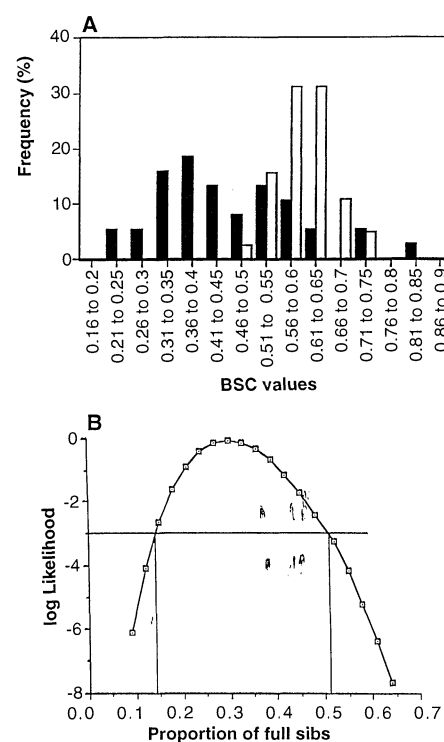 A
Frequency (%)
40
30
20
10
0
0.16 to 0.2
0.21 to 0.25
0.26 to 0.3
0.31 to 0.35
0.36 to 0.4
0.41 to 0.45
0.46 to 0.5
0.51 to 0.55
0.56 to 0.6
0.61 to 0.65
0.66 to 0.7
0.71 to 0.75
0.76 to 0.8
0.81 to 0.85
0.86 to 0.9
BSC values
B
log Likelihood
0
-2
-4
-6
-8
0.0 0.1 0.2 0.3 0.4 0.5 0.6 0.7
Proportion of full sibs